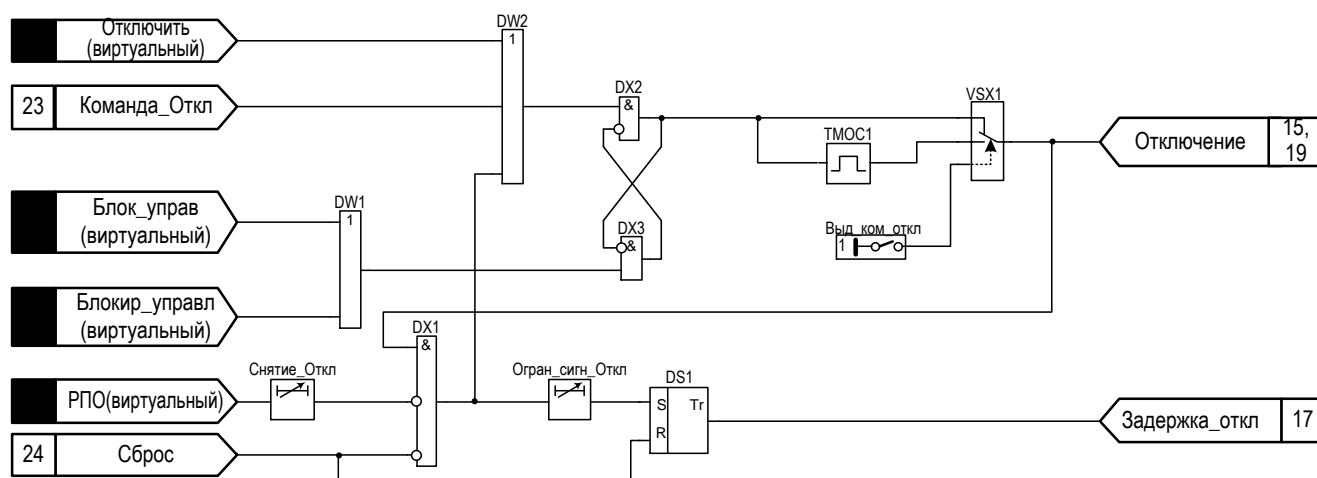 Отключить
(виртуальный)
DW2
1
23
Команда_Откл
DX2
&
VSX1
TMOC1
Отключение
15,
19
Блок_управ
(виртуальный)
DW1
1
DX3
&
Выд_ком_откл
1
Блокир_управл
(виртуальный)
DX1
&
Снятие_Откл
Огран_сигн_Откл
DS1
РПО(виртуальный)
S
Tr
R
Задержка_откл
17
24
Сброс